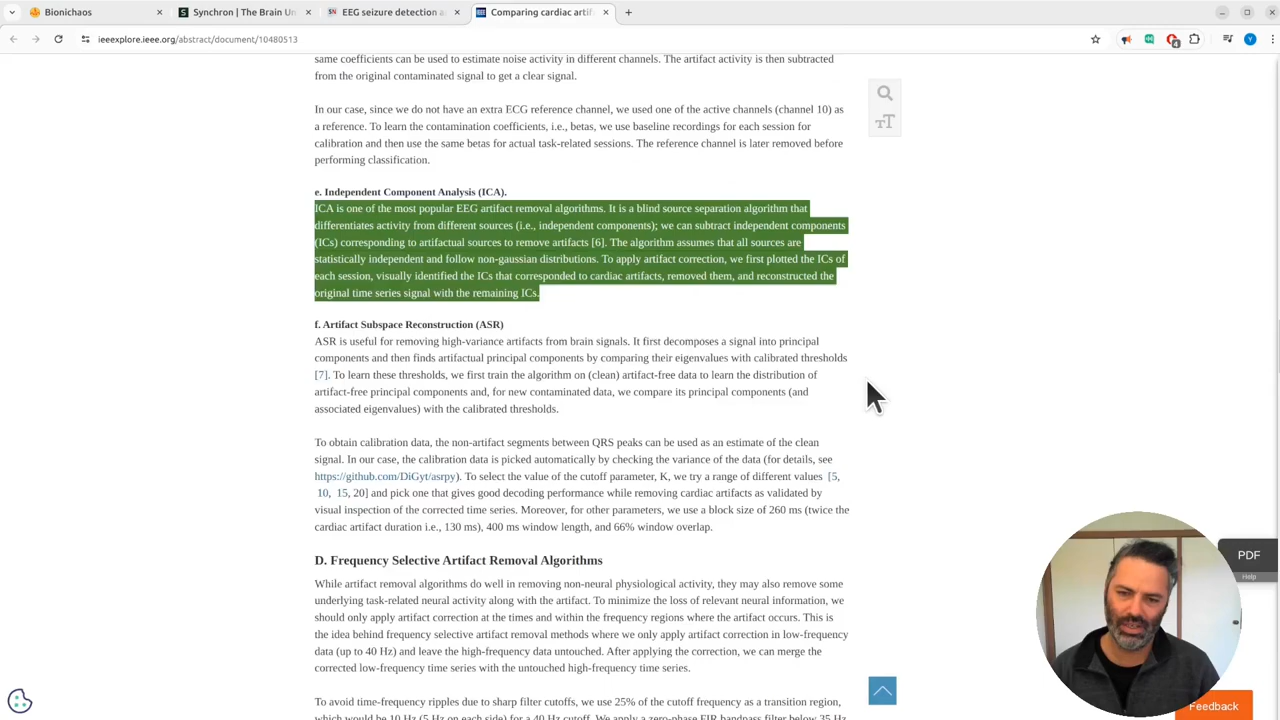 Bionichaos
Synchron | The Brain Un
EEG seizure detection a
Comparing cardiac artif
ieeexplore.ieee.org/abstract/document/10480513
4
Y
same coefficients can be used to estimate noise activity in different channels. The artifact activity is then subtracted
from the original contaminated signal to get a clear signal.
In our case, since we do not have an extra ECG reference channel, we used one of the active channels (channel 10) as
a reference. To learn the contamination coefficients, i.e., betas, we use baseline recordings for each session for
calibration and then use the same betas for actual task-related sessions. The reference channel is later removed before
performing classification.
e. Independent Component Analysis (ICA).
ICA is one of the most popular EEG artifact removal algorithms. It is a blind source separation algorithm that
differentiates activity from different sources (i.e., independent components); we can subtract independent components
(ICs) corresponding to artifactual sources to remove artifacts [6]. The algorithm assumes that all sources are
statistically independent and follow non-gaussian distributions. To apply artifact correction, we first plotted the ICs of
each session, visually identified the ICs that corresponded to cardiac artifacts, removed them, and reconstructed the
original time series signal with the remaining ICs.
f. Artifact Subspace Reconstruction (ASR)
ASR is useful for removing high-variance artifacts from brain signals. It first decomposes a signal into principal
components and then finds artifactual principal components by comparing their eigenvalues with calibrated thresholds
[7]. To learn these thresholds, we first train the algorithm on (clean) artifact-free data to learn the distribution of
artifact-free principal components and, for new contaminated data, we compare its principal components (and
associated eigenvalues) with the calibrated thresholds.
To obtain calibration data, the non-artifact segments between QRS peaks can be used as an estimate of the clean
signal. In our case, the calibration data is picked automatically by checking the variance of the data (for details, see
https://github.com/DiGyt/asrpy). To select the value of the cutoff parameter, K, we try a range of different values [5,
10, 15, 20] and pick one that gives good decoding performance while removing cardiac artifacts as validated by
visual inspection of the corrected time series. Moreover, for other parameters, we use a block size of 260 ms (twice the
cardiac artifact duration i.e., 130 ms), 400 ms window length, and 66% window overlap.
D. Frequency Selective Artifact Removal Algorithms
While artifact removal algorithms do well in removing non-neural physiological activity, they may also remove some
underlying task-related neural activity along with the artifact. To minimize the loss of relevant neural information, we
should only apply artifact correction at the times and within the frequency regions where the artifact occurs. This is
the idea behind frequency selective artifact removal methods where we only apply artifact correction in low-frequency
data (up to 40 Hz) and leave the high-frequency data untouched. After applying the correction, we can merge the
corrected low-frequency time series with the untouched high-frequency time series.
To avoid time-frequency ripples due to sharp filter cutoffs, we use 25% of the cutoff frequency as a transition region,
which would be 10 Hz (5 Hz on each side) for a 40 Hz cutoff. We apply a zero-phase FIR bandpass filter below 35 Hz
PDF
Help
Feedback